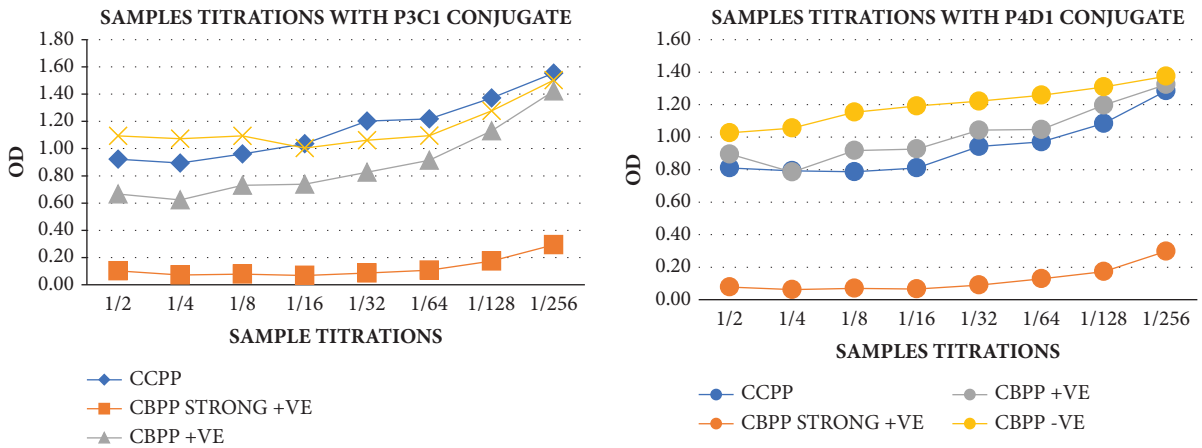 SAMPLES TITRATIONS WITH P3C1 CONJUGATE
1.80
1.60
1.40
1.20
1.00
0.80
0.60
0.40
0.20
0.00
OD
1/2 1/4 1/8 1/16 1/32 1/64 1/128 1/256
SAMPLE TITRATIONS
CCPP
CBPP STRONG +VE
CBPP +VE
SAMPLES TITRATIONS WITH P4D1 CONJUGATE
1.60
1.40
1.20
1.00
0.80
0.60
0.40
0.20
0.00
OD
1/2 1/4 1/8 1/16 1/32 1/64 1/128 1/256
SAMPLES TITRATIONS
CCPP CBPP +VE
CBPP STRONG +VE CBPP -VE